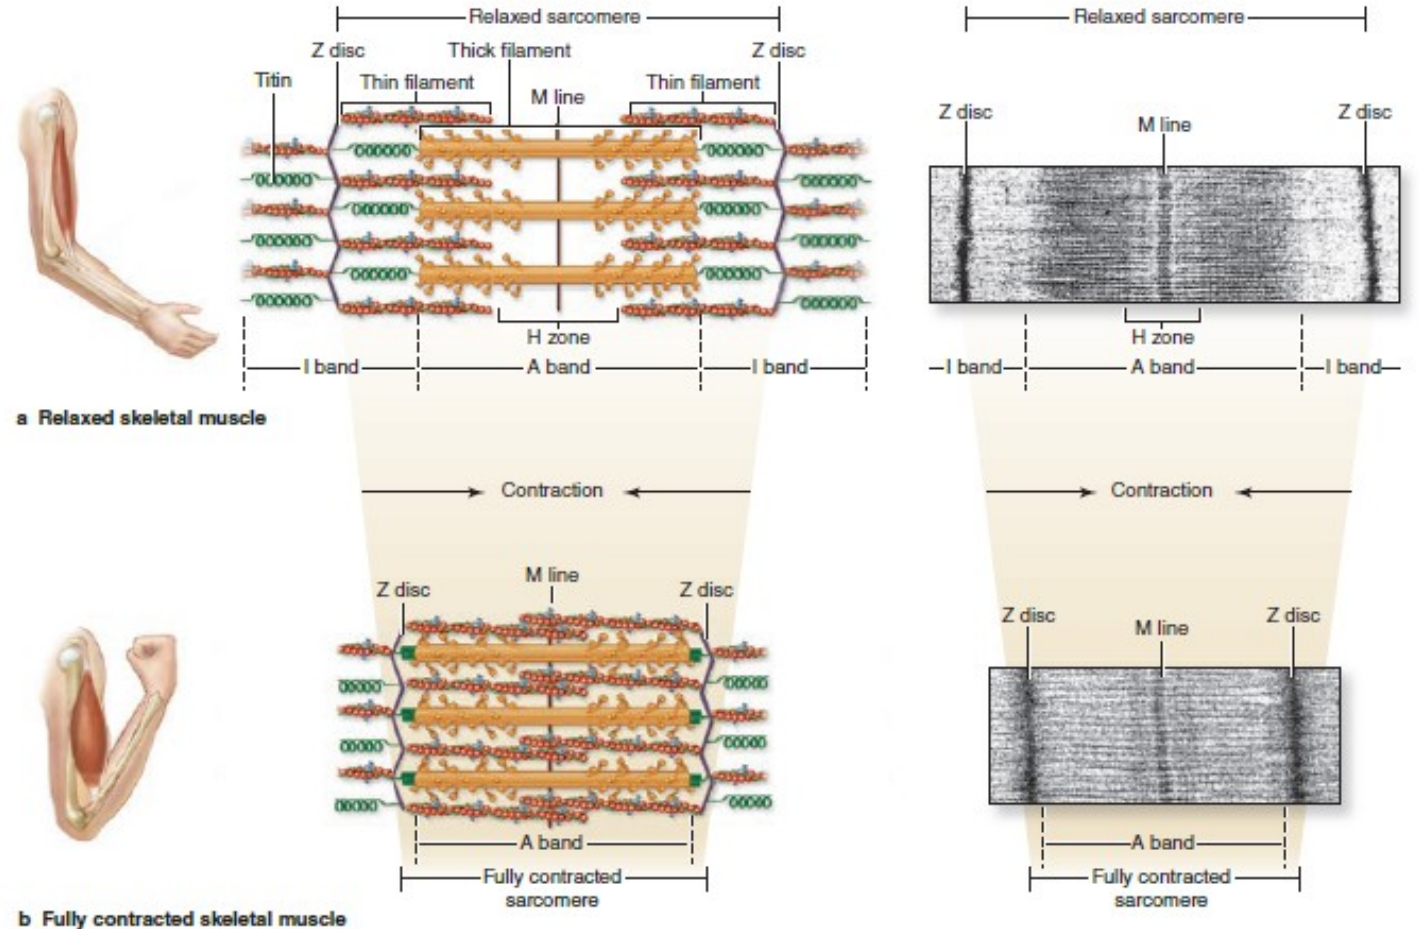 Relaxed sarcomere
Z disc
Thick filament
Z disc
Titin
Thin filament
M line
Thin filament
H zone
I band
A band
I band
a Relaxed skeletal muscle
Relaxed sarcomere
Z disc
M line
Z disc
H zone
I band
A band
I band
Contraction
Contraction
Z disc
M line
Z disc
A band
Fully contracted
sarcomere
b Fully contracted skeletal muscle
Z disc
M line
Z disc
A band
Fully contracted
sarcomere